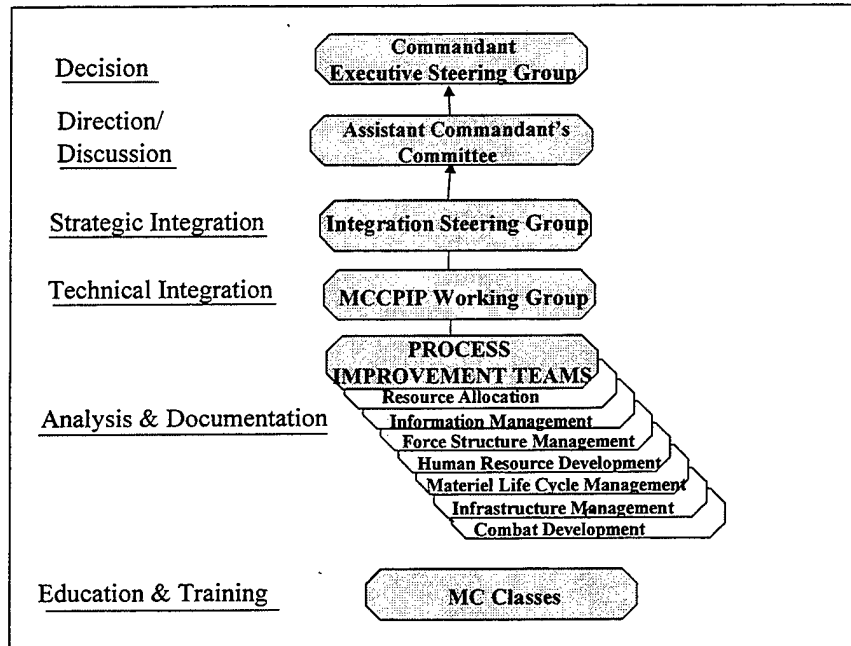 Decision
Commandant
Executive Steering Group
Direction/
Discussion
Assistant Commandant's
Committee
Strategic Integration
Integration Steering Group
Technical Integration
MCCPIP Working Group
PROCESS
IMPROVEMENT TEAMS
Resource Allocation
Information Management
Force Structure Management
Human Resource Development
Materiel Life Cycle Management
Infrastructure Management
Combat Development
Analysis & Documentation
Education & Training
MC Classes